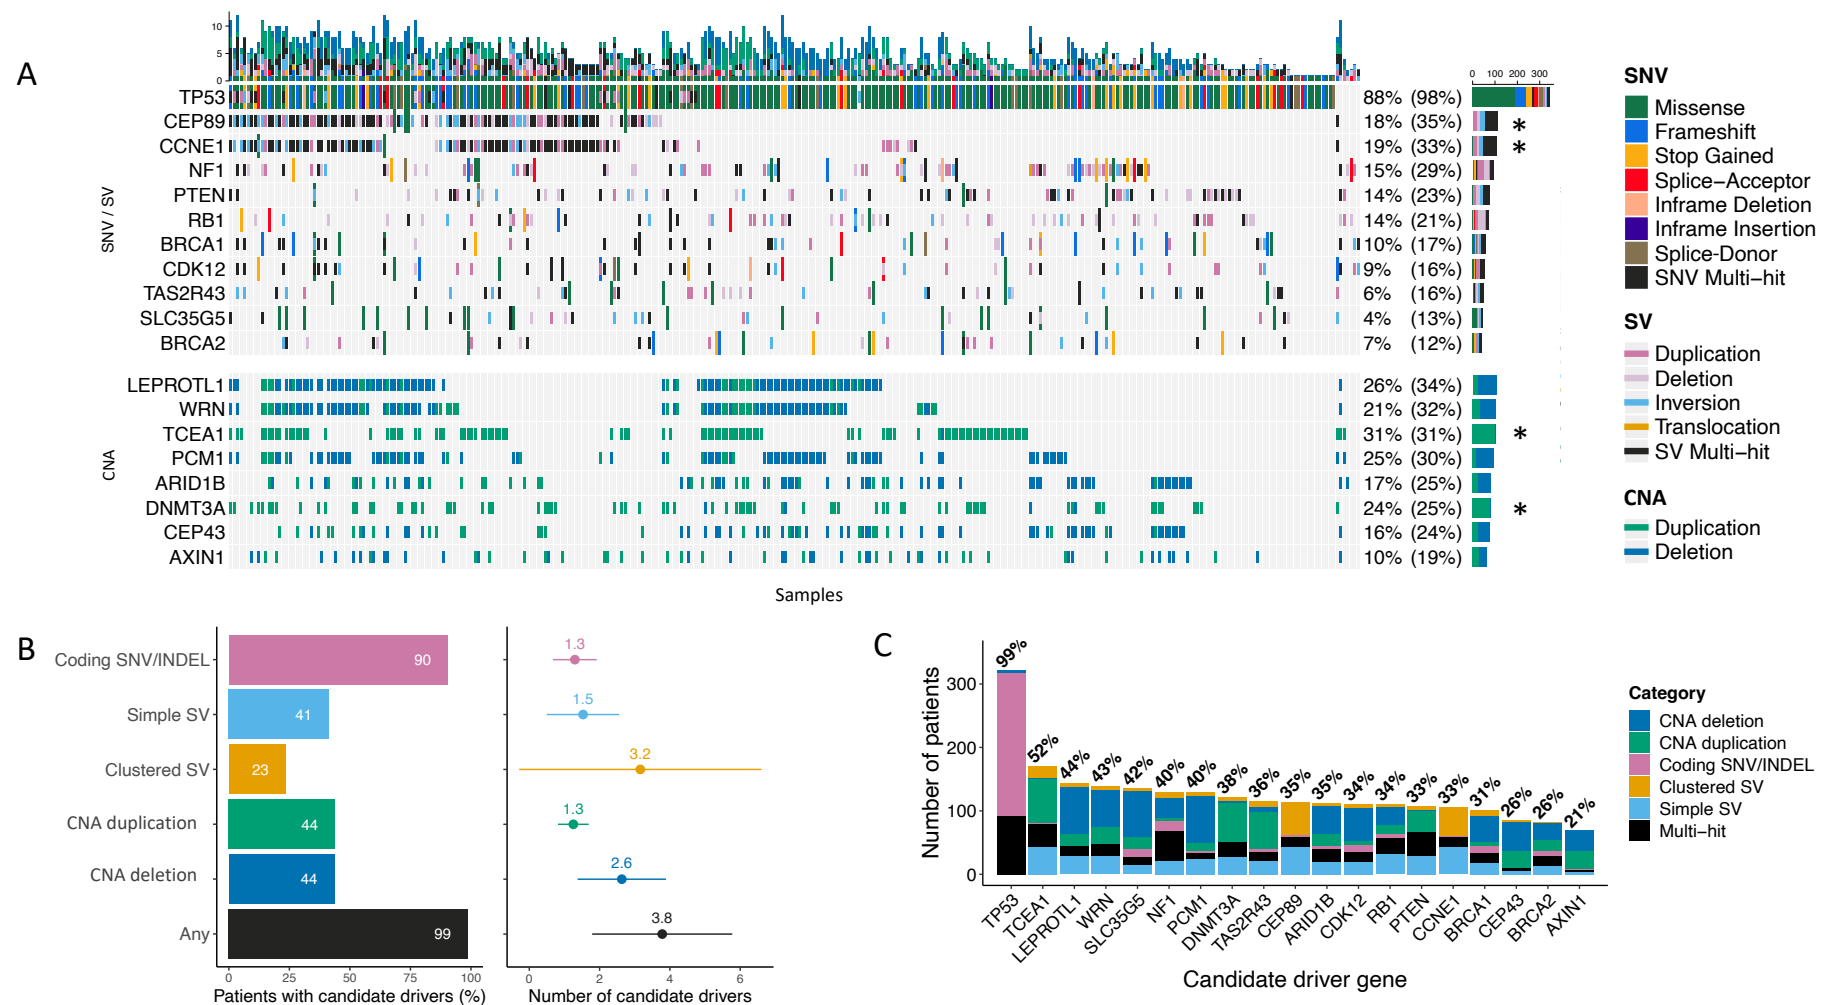 A
10
5
0
SNV / SV
TP53
CEP89
CCNE1
NF1
PTEN
RB1
BRCA1
CDK12
TAS2R43
SLC35G5
BRCA2
88% (98%)
18% (35%) *
19% (33%) *
15% (29%)
14% (23%)
14% (21%)
10% (17%)
9% (16%)
6% (16%)
4% (13%)
7% (12%)
0 100 200 300
CNA
LEPROTL1
WRN
TCEA1
PCM1
ARID1B
DNMT3A
CEP43
AXIN1
26% (34%)
21% (32%)
31% (31%) *
25% (30%)
17% (25%)
24% (25%) *
16% (24%)
10% (19%)
Samples
SNV
Missense
Frameshift
Stop Gained
Splice−Acceptor
Inframe Deletion
Inframe Insertion
Splice-Donor
SNV Multi−hit
SV
Duplication
Deletion
Inversion
Translocation
SV Multi−hit
CNA
Duplication
Deletion
B
Coding SNV/INDEL
Simple SV
Clustered SV
CNA duplication
CNA deletion
Any
90
41
23
44
44
99
0 25 50 75 100
Patients with candidate drivers (%)
1.3
1.5
3.2
1.3
2.6
3.8
0 2 4 6
Number of candidate drivers
C
Number of patients
300
200
100
0
99%
52%
44%
43%
42%
40%
40%
38%
36%
35%
35%
34%
34%
33%
33%
31%
26%
26%
21%
TP53
TCEA1
LEPROTL1
WRN
SLC35G5
NF1
PCM1
DNMT3A
TAS2R43
CEP89
ARID1B
CDK12
RB1
PTEN
CCNE1
BRCA1
CEP43
BRCA2
AXIN1
Candidate driver gene
Category
CNA deletion
CNA duplication
Coding SNV/INDEL
Clustered SV
Simple SV
Multi−hit